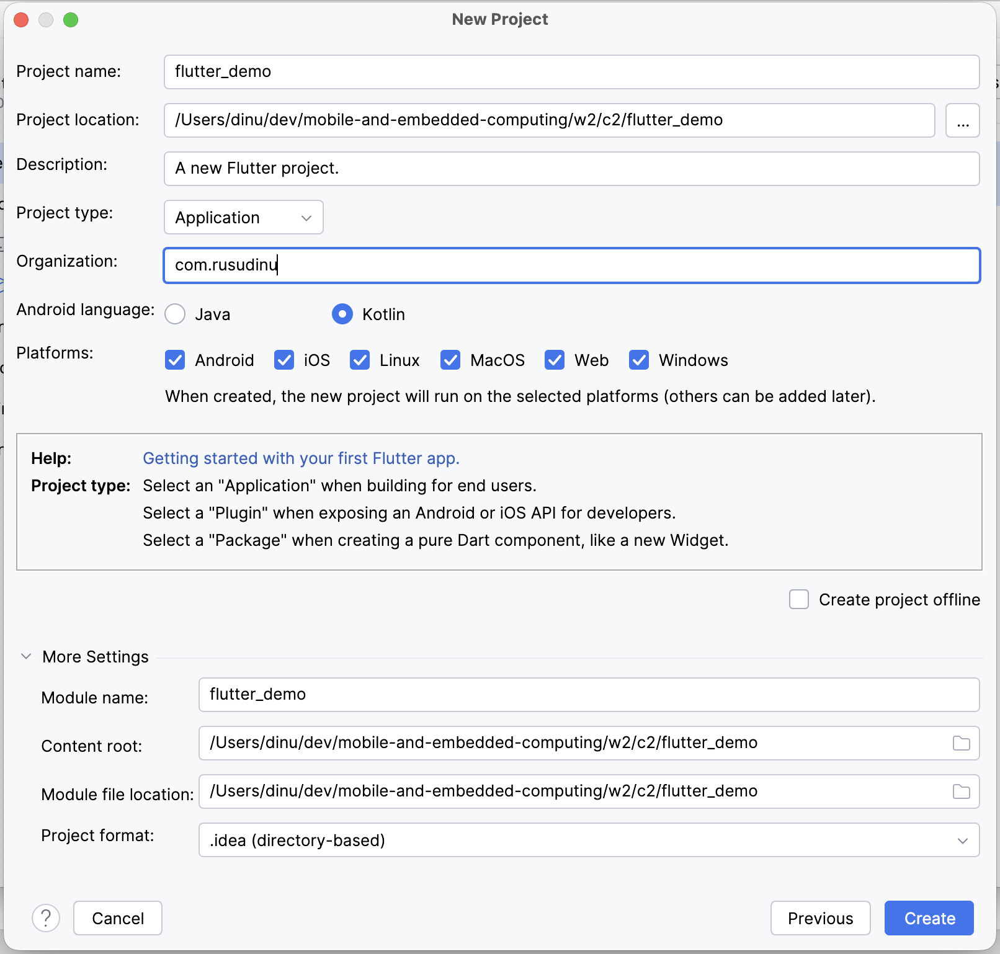 New Project
Project name: flutter_demo
Project location: /Users/dinu/dev/mobile-and-embedded-computing/w2/c2/flutter_demo ...
Description: A new Flutter project.
Project type: Application
Organization: com.rusudinu
Android language: Java Kotlin
Platforms: Android iOS Linux MacOS Web Windows
When created, the new project will run on the selected platforms (others can be added later).
Help: Getting started with your first Flutter app.
Project type: Select an "Application" when building for end users.
Select a "Plugin" when exposing an Android or iOS API for developers.
Select a "Package" when creating a pure Dart component, like a new Widget.
Create project offline
More Settings
Module name: flutter_demo
Content root: /Users/dinu/dev/mobile-and-embedded-computing/w2/c2/flutter_demo
Module file location: /Users/dinu/dev/mobile-and-embedded-computing/w2/c2/flutter_demo
Project format: .idea (directory-based)
? Cancel Previous Create